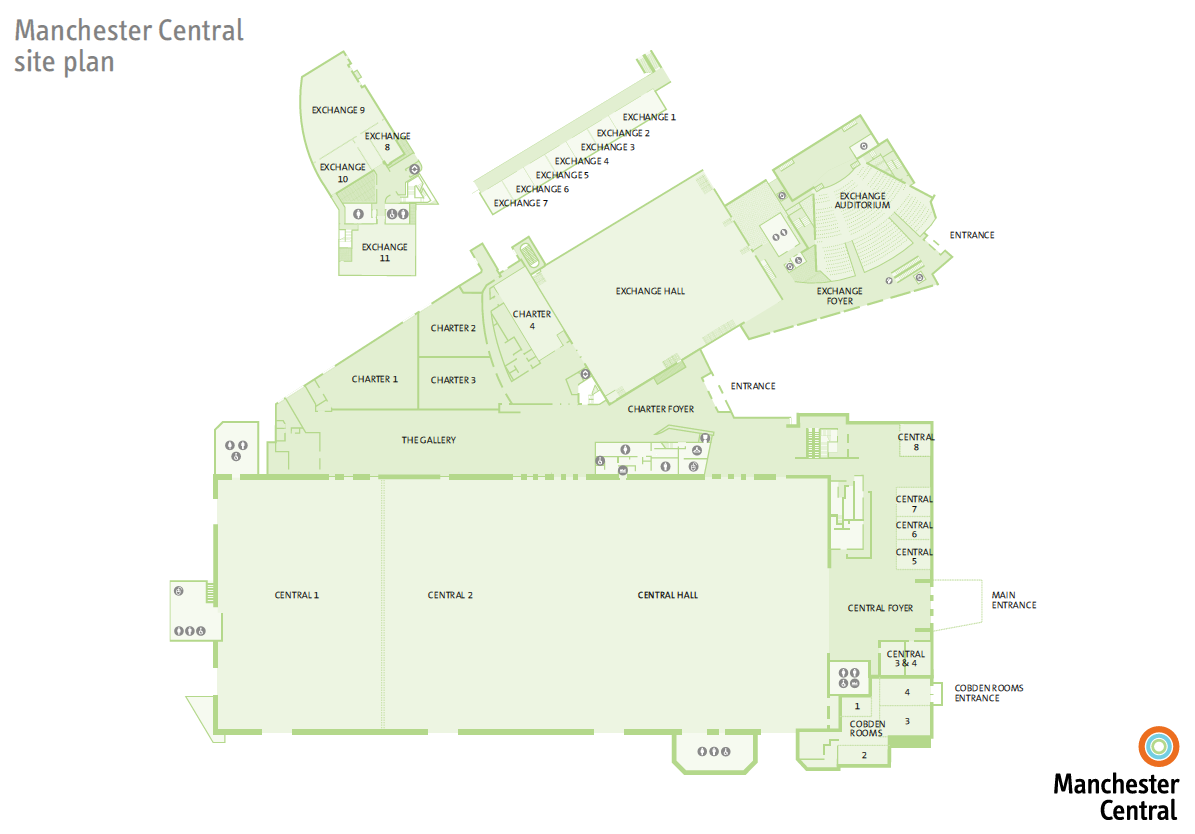 Manchester Central
site plan
EXCHANGE 9
EXCHANGE
8
EXCHANGE
10
EXCHANGE
11
EXCHANGE 1
EXCHANGE 2
EXCHANGE 3
EXCHANGE 4
EXCHANGE 5
EXCHANGE 6
EXCHANGE 7
EXCHANGE
AUDITORIUM
ENTRANCE
EXCHANGE HALL
EXCHANGE
FOYER
CHARTER 2
CHARTER
4
CHARTER 1
CHARTER 3
ENTRANCE
CHARTER FOYER
THE GALLERY
CENTRAL
8
CENTRAL
7
CENTRAL
6
CENTRAL
5
CENTRAL 1
CENTRAL 2
CENTRAL HALL
CENTRAL FOYER
MAIN
ENTRANCE
CENTRAL
3 & 4
COBDEN ROOMS
ENTRANCE
4
1
3
COBDEN
ROOMS
2
Manchester
Central